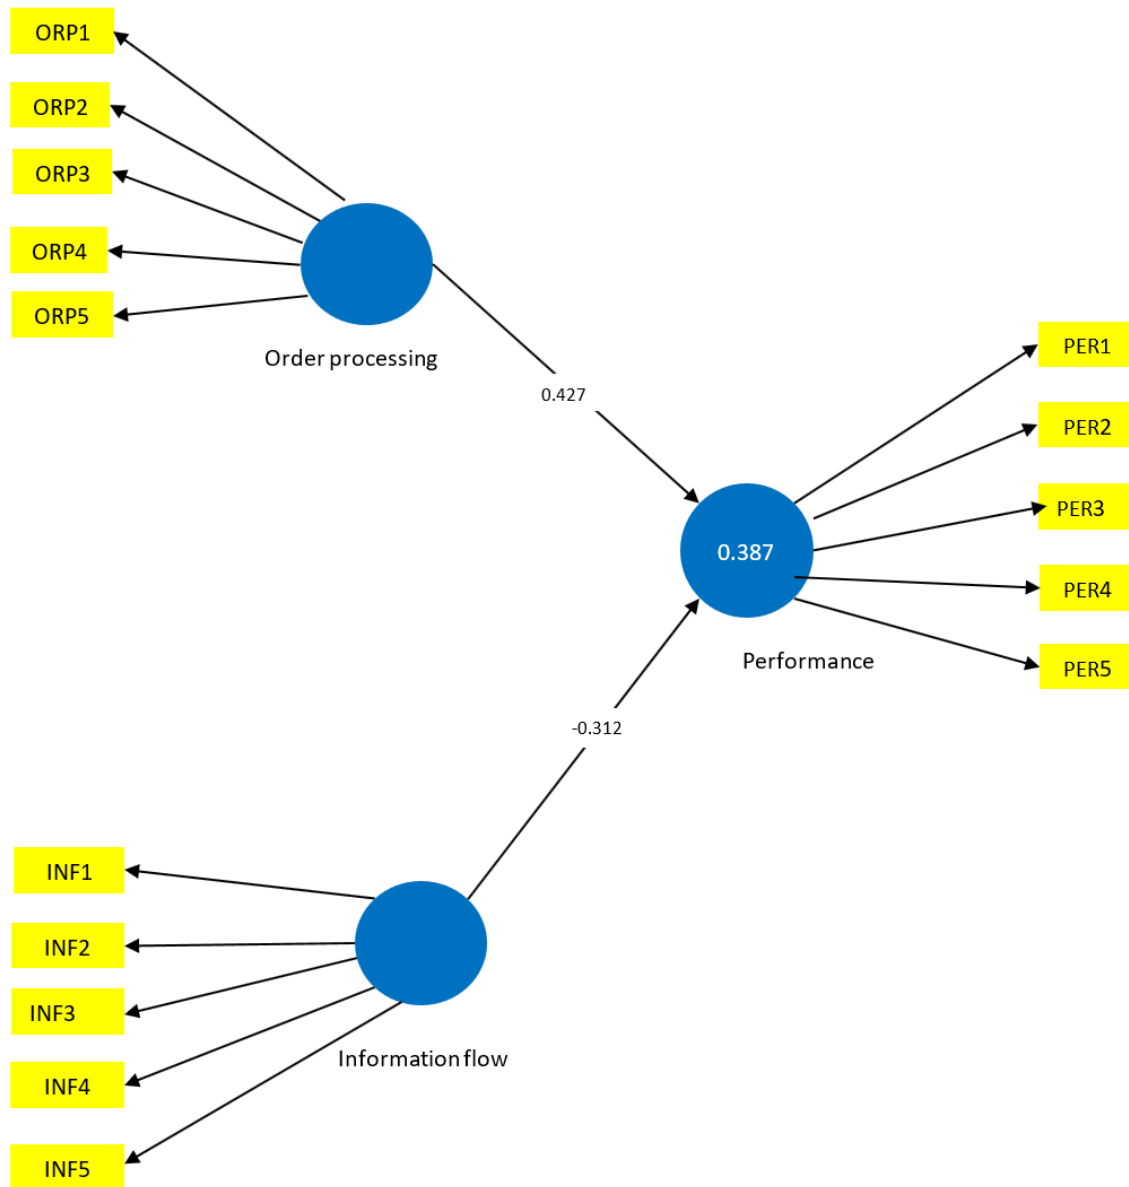 ORP1
ORP2
ORP3
ORP4
ORP5
Order processing
0.427
PER1
PER2
PER3
PER4
PER5
0.387
Performance
-0.312
INF1
INF2
INF3
INF4
INF5
Information flow